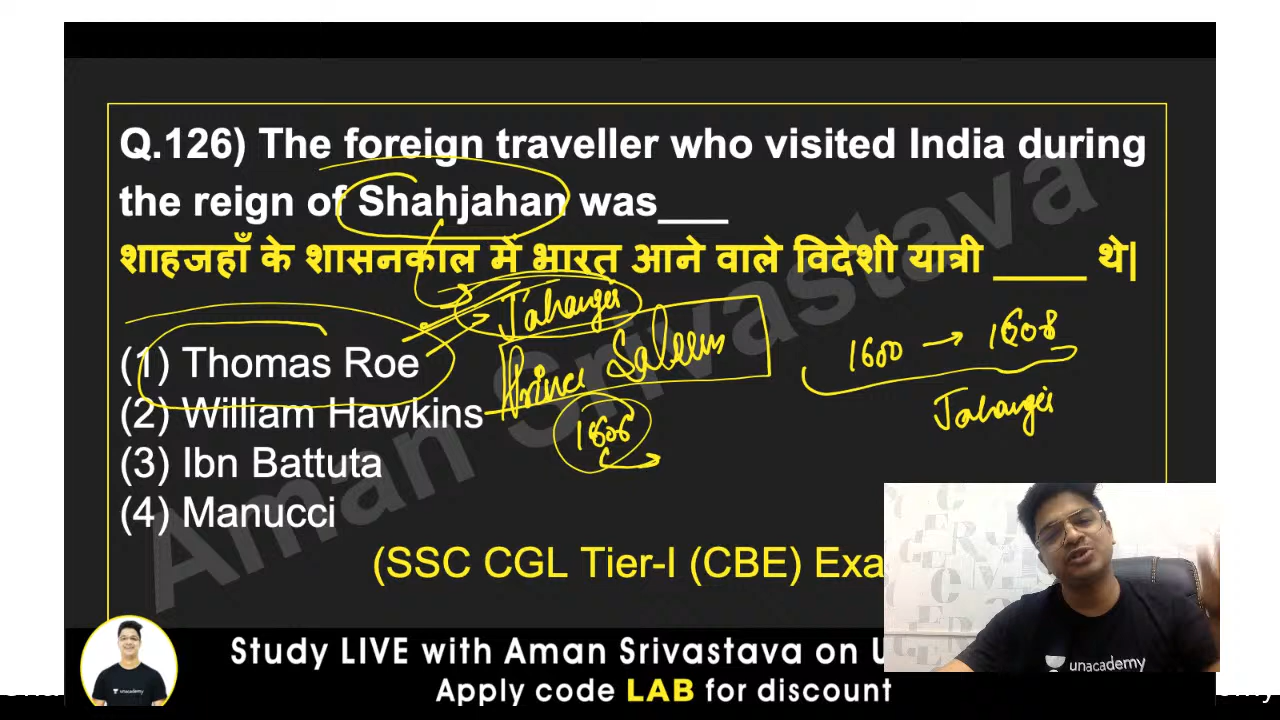 Q.126) The foreign traveller who visited India during
the reign of Shahjahan was___
शाहजहाँ के शासनकाल में भारत आने वाले विदेशी यात्री ____ थे|
Jahangir
(1) Thomas Roe
Prince Saleem
1600 → 1608
Jahangir
(2) William Hawkins
1608
(3) Ibn Battuta
(4) Manucci
(SSC CGL Tier-I (CBE) Exa
Aman Srivastava
unacademy
unacademy
Study LIVE with Aman Srivastava on U
Apply code LAB for discount